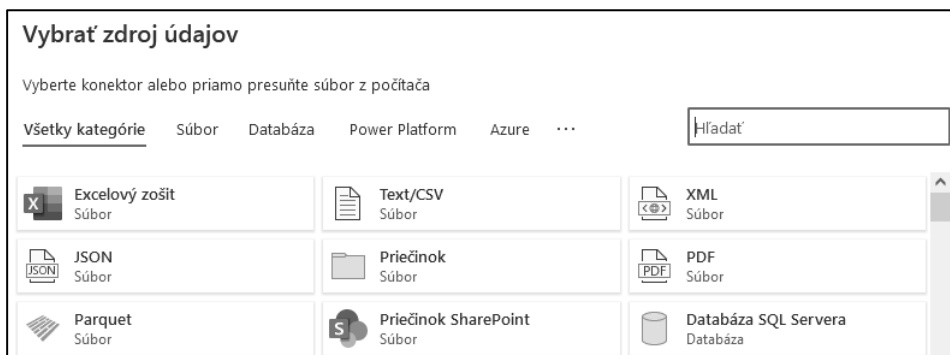 Vybrať zdroj údajov
Vyberte konektor alebo priamo presuňte súbor z počítača
Všetky kategórie Súbor Databáza Power Platform Azure ···
Hľadať
Excelový zošit
Súbor
Text/CSV
Súbor
XML
Súbor
JSON
JSON
Súbor
Priečinok
Súbor
PDF
PDF
Súbor
Parquet
Súbor
S
Priečinok SharePoint
Súbor
Databáza SQL Servera
Databáza